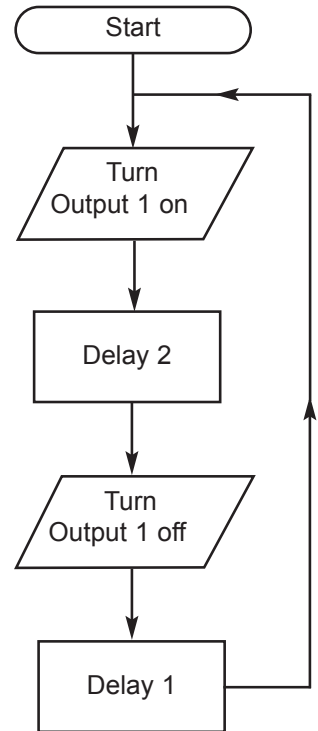 Start
Turn
Output 1 on
Delay 2
Turn
Output 1 off
Delay 1